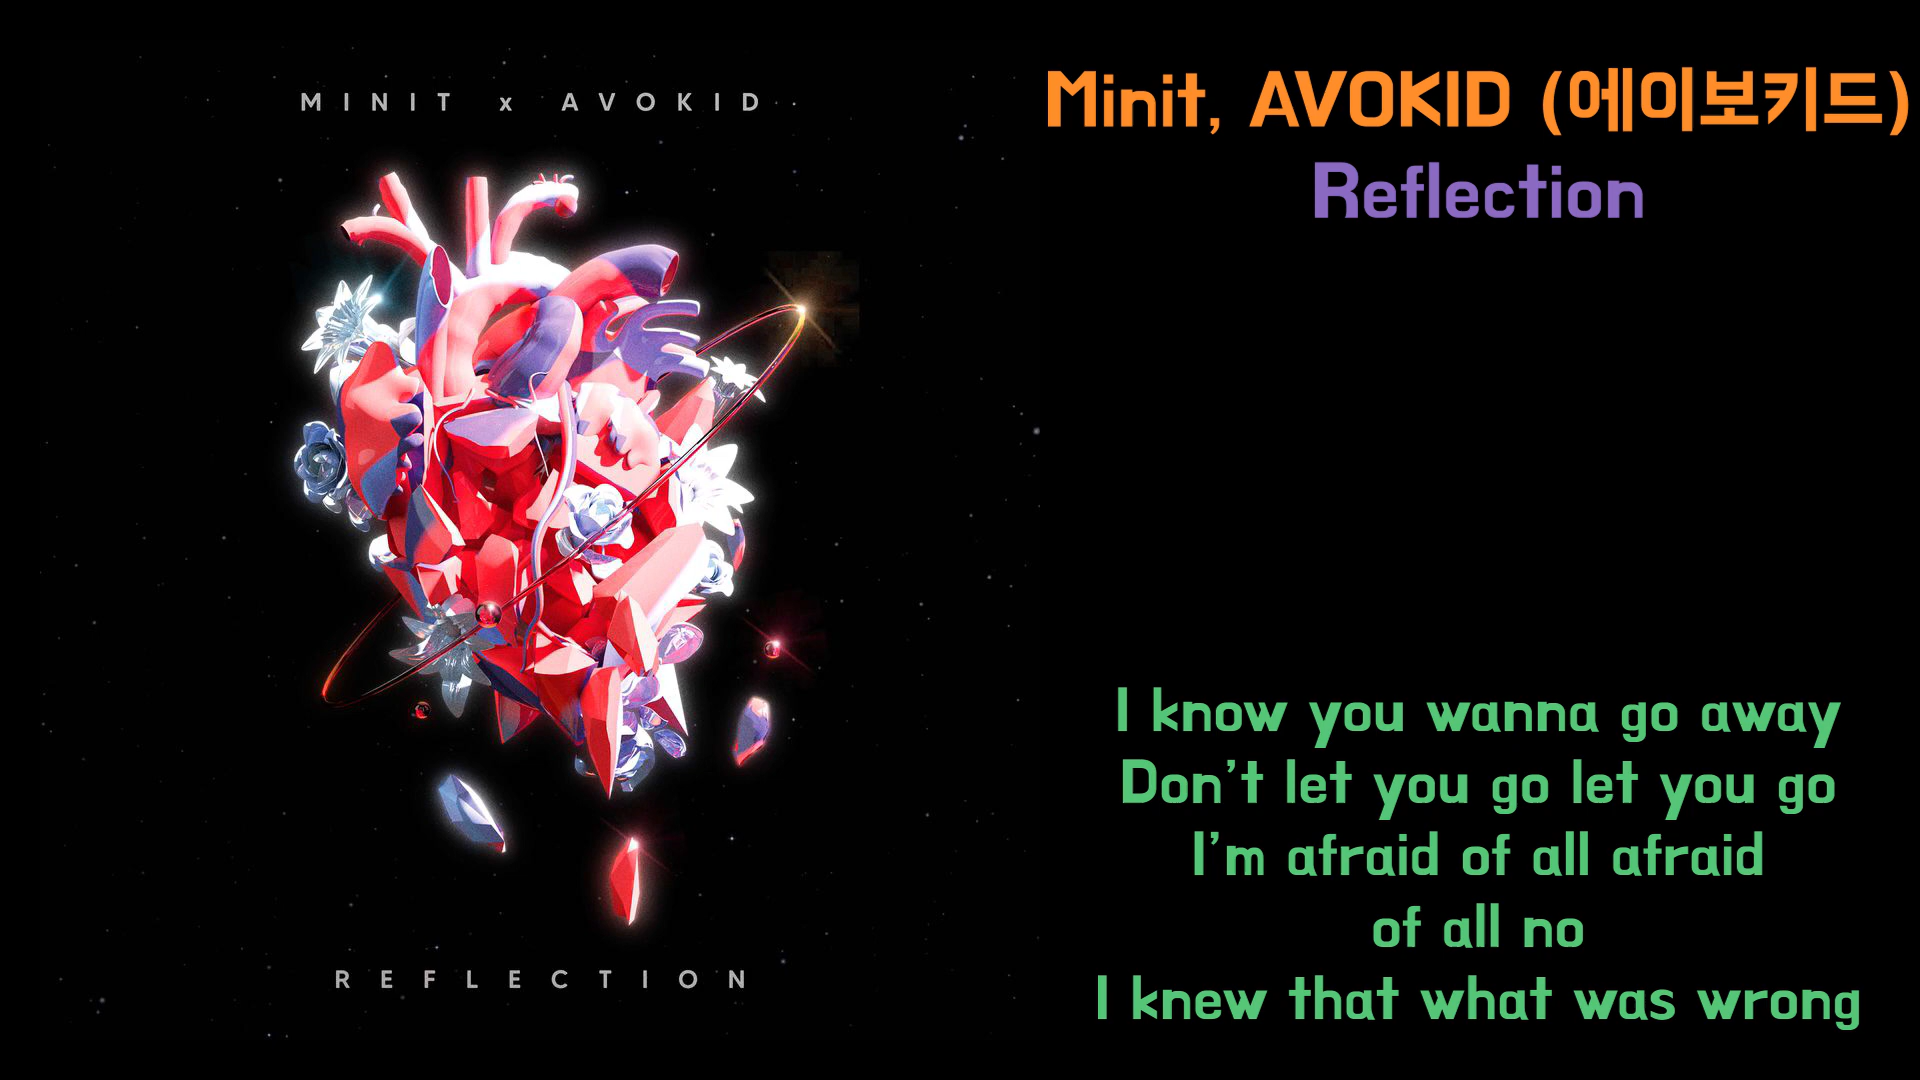 MINIT x AVOKID
REFLECTION
Minit, AVOKID (에이보키드)
Reflection
I know you wanna go away
Don't let you go let you go
I'm afraid of all afraid
of all no
I knew that what was wrong